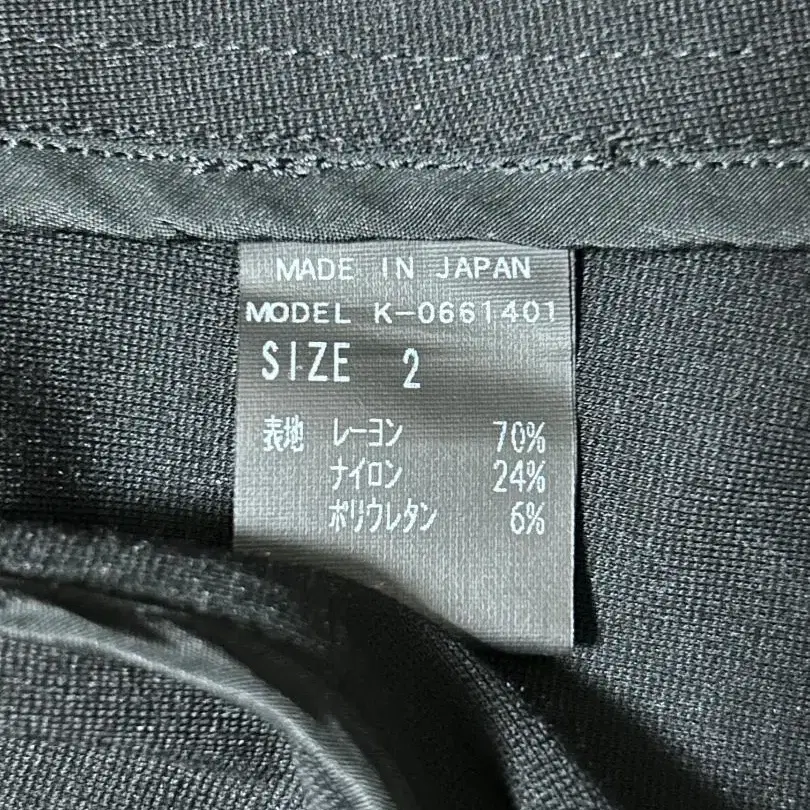 MADE IN JAPAN
MODEL K-0661401
SIZE 2
表地 レーヨン 70%
ナイロン 24%
ポリウレタン 6%